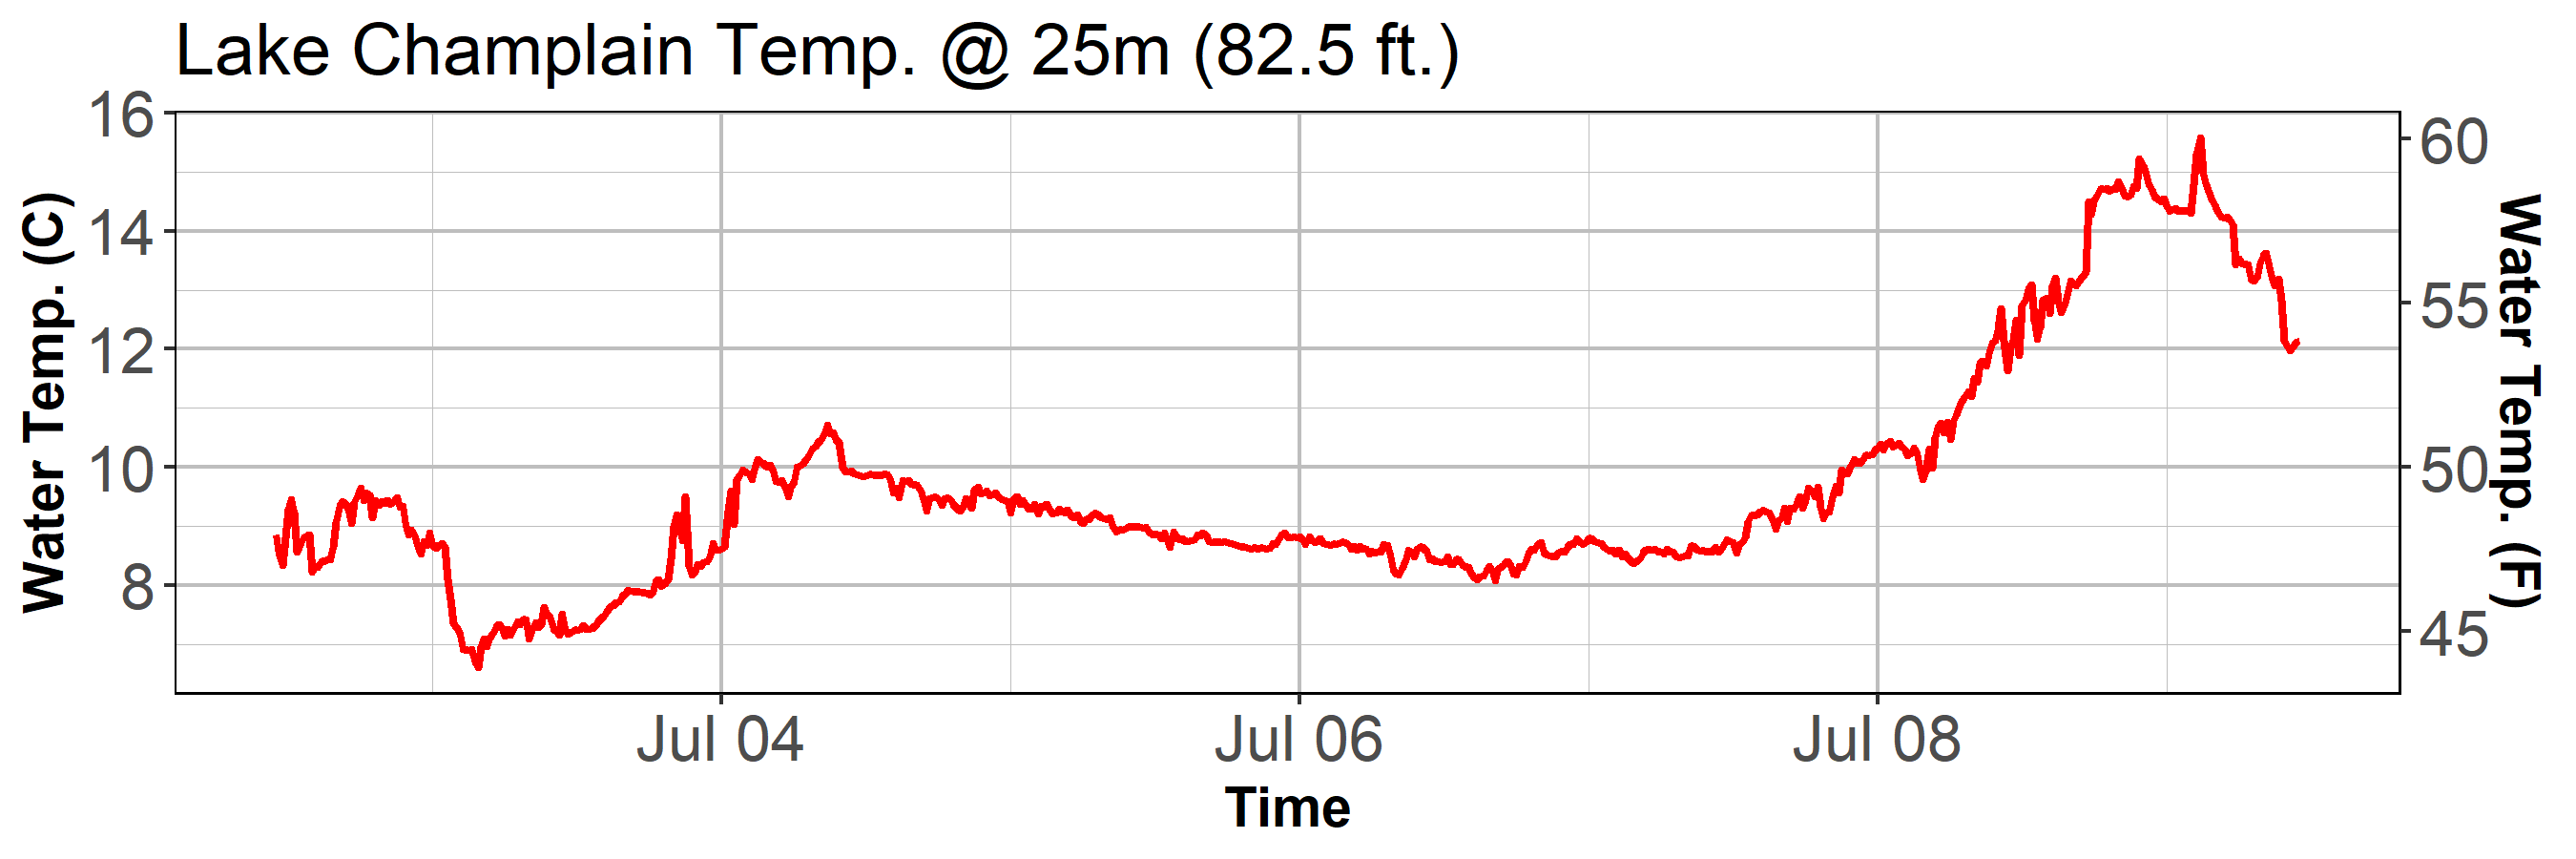 Lake Champlain Temp. @ 25m (82.5 ft.)
Water Temp. (C)
16
14
12
10
8
60
55
50
45
Water Temp. (F)
Jul 04
Jul 06
Jul 08
Time